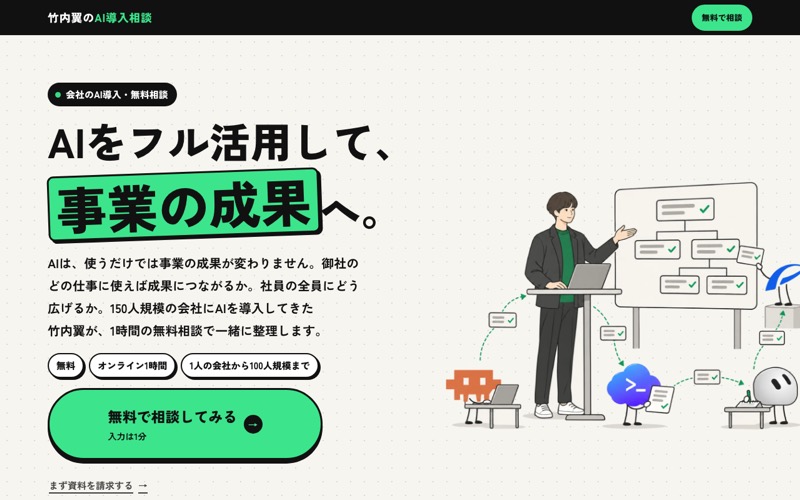 竹内翼のAI導入相談
無料で相談
会社のAI導入・無料相談
AIをフル活用して、
事業の成果へ。
AIは、使うだけでは事業の成果が変わりません。御社の
どの仕事に使えば成果につながるか。社員の全員にどう
広げるか。150人規模の会社にAIを導入してきた
竹内翼が、1時間の無料相談で一緒に整理します。
無料
オンライン1時間
1人の会社から100人規模まで
無料で相談してみる →
入力は1分
まず資料を請求する →